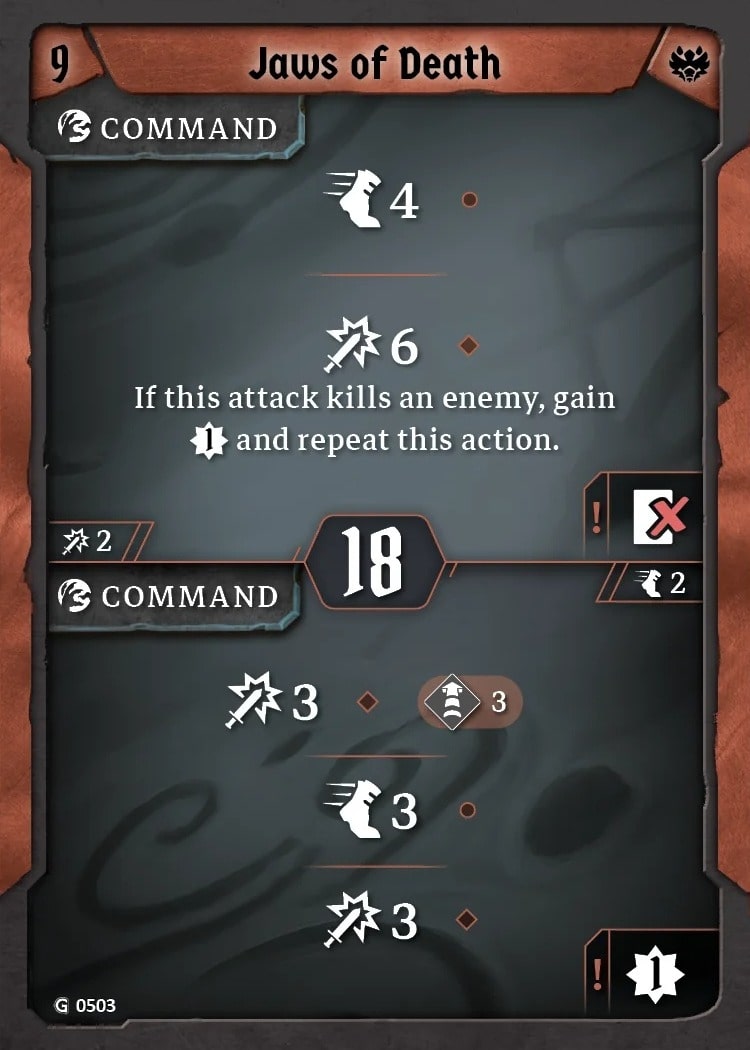 9 Jaws of Death
COMMAND
4
6
If this attack kills an enemy, gain
1 and repeat this action.
!
2
18
COMMAND
2
3 3
3
3
! 1
G 0503